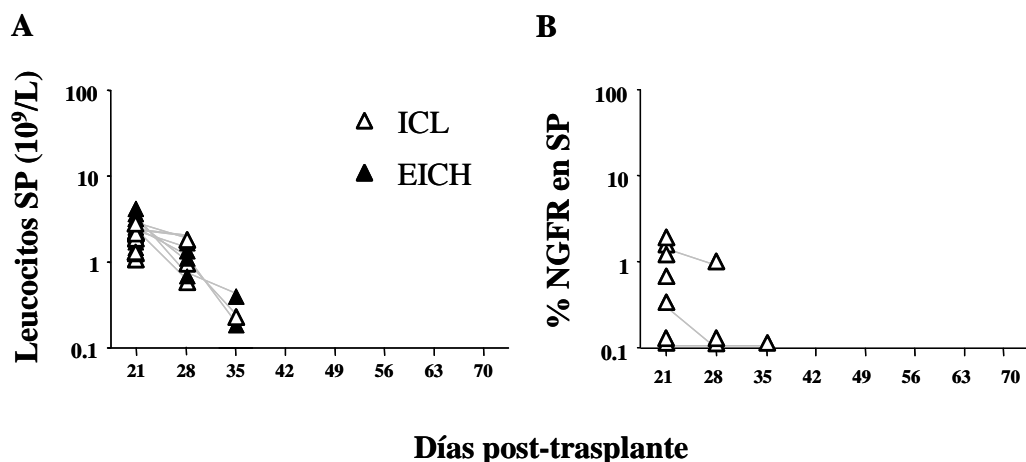 A
Leucocitos SP (10⁹/L)
100
10
1
0.1
ICL
EICH
21 28 35 42 49 56 63 70
B
% NGFR en SP
100
10
1
0.1
21 28 35 42 49 56 63 70
Días post-trasplante